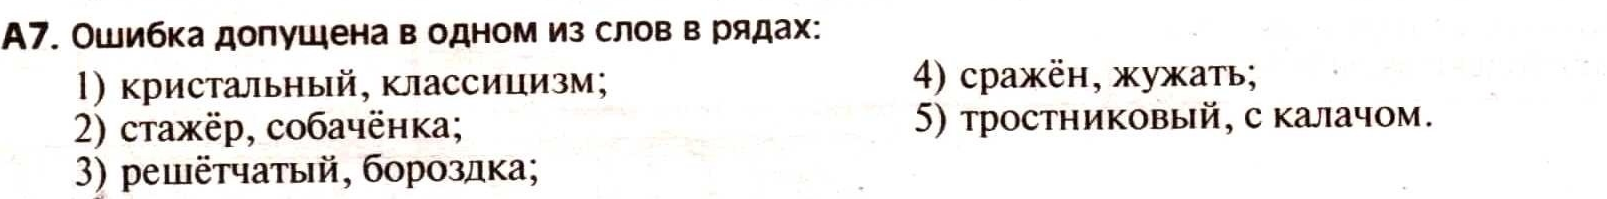 А7. Ошибка допущена в одном из слов в рядах:
1) кристальный, классицизм;
2) стажёр, собачёнка;
3) решётчатый, бороздка;
4) сражён, жужать;
5) тростниковый, с калачом.